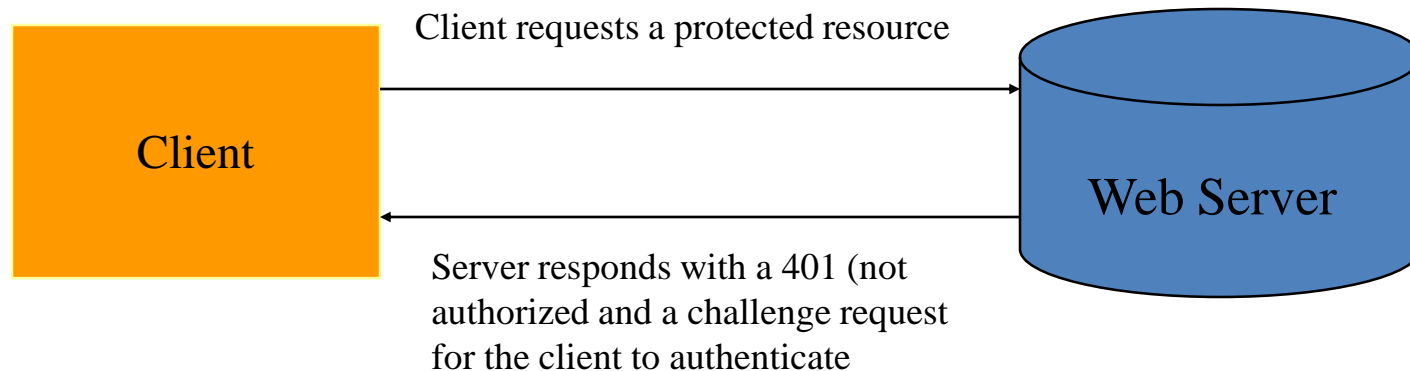 Client requests a protected resource
Client
Web Server
Server responds with a 401 (not
authorized and a challenge request
for the client to authenticate